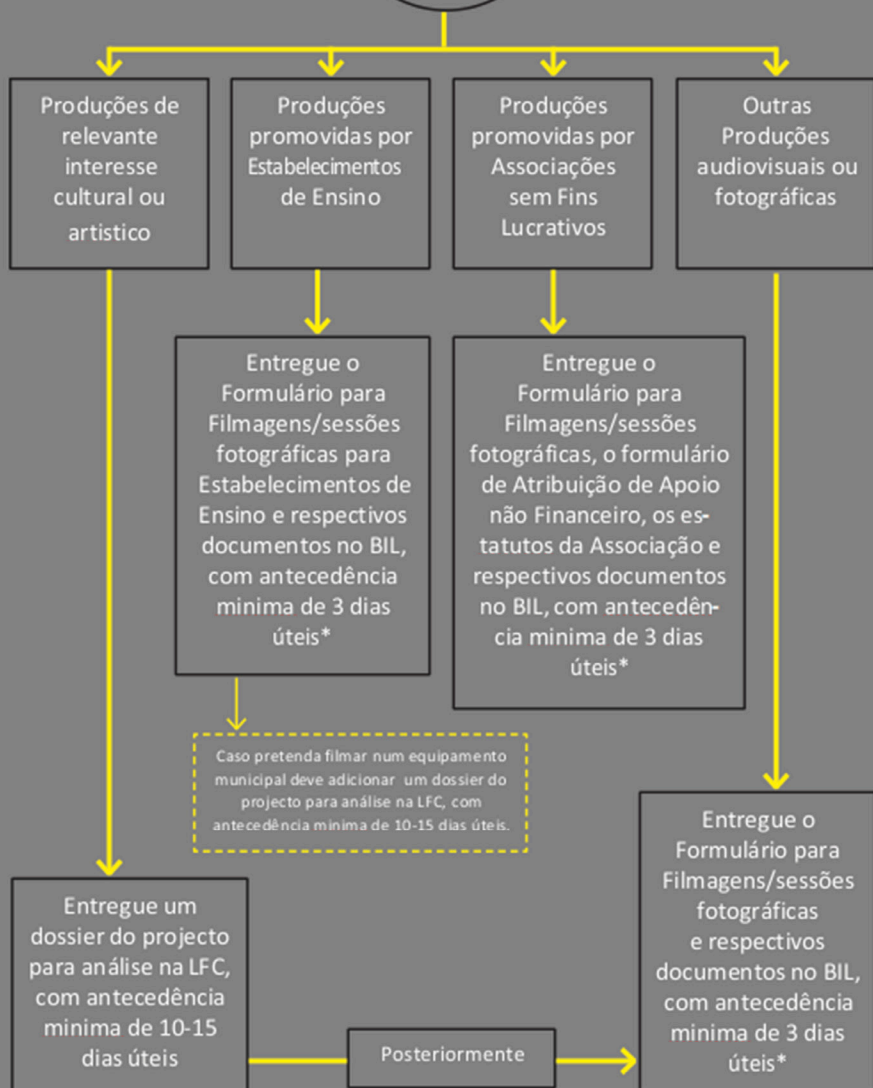 Produções de
relevante
interesse
cultural ou
artistico
Produções
promovidas por
Estabelecimentos
de Ensino
Produções
promovidas por
Associações
sem Fins
Lucrativos
Outras
Produções
audiovisuais ou
fotográficas
Entregue o
Formulário para
Filmagens/sessões
fotográficas para
Estabelecimentos de
Ensino e respectivos
documentos no BIL,
com antecedência
minima de 3 dias
úteis*
Entregue o
Formulário para
Filmagens/sessões
fotográficas, o formulário
de Atribuição de Apoio
não Financeiro, os es-
tatutos da Associação e
respectivos documentos
no BIL, com antecedên-
cia minima de 3 dias
úteis*
Caso pretenda filmar num equipamento
municipal deve adicionar um dossier do
projecto para análise na LFC, com
antecedência minima de 10-15 dias úteis.
Entregue um
dossier do projecto
para análise na LFC,
com antecedência
minima de 10-15
dias úteis
Posteriormente
Entregue o
Formulário para
Filmagens/sessões
fotográficas
e respectivos
documentos no BIL,
com antecedência
minima de 3 dias
úteis*